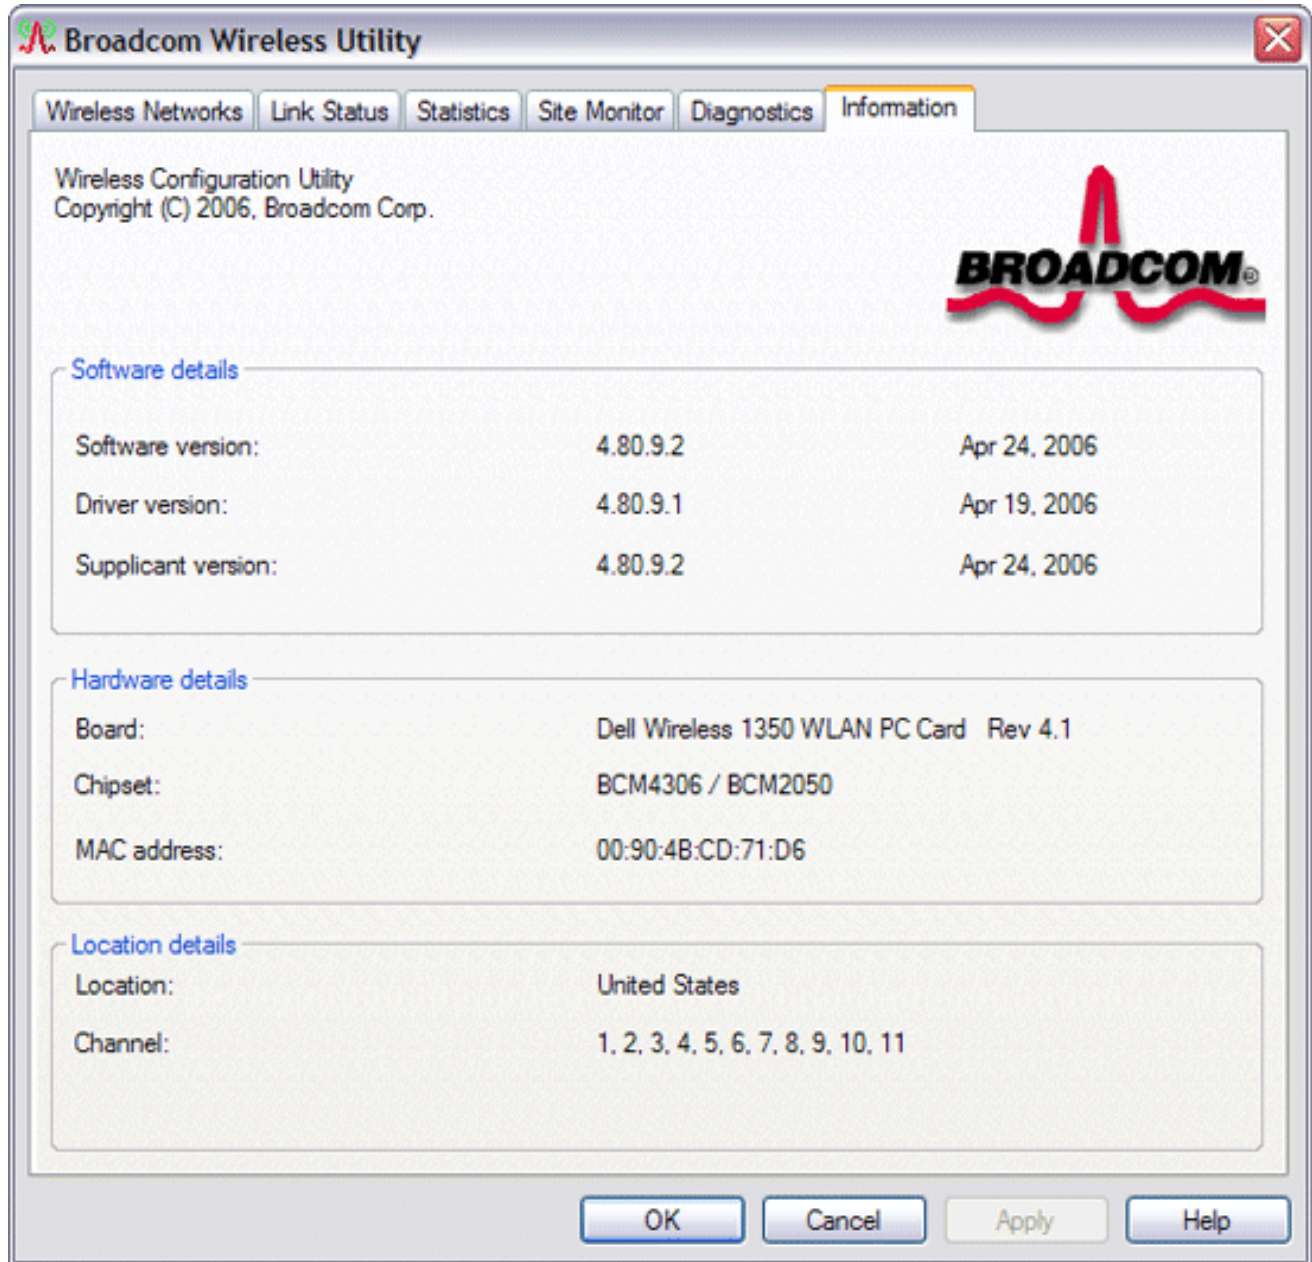 Broadcom Wireless Utility
Wireless Networks Link Status Statistics Site Monitor Diagnostics Information
Wireless Configuration Utility
Copyright (C) 2006, Broadcom Corp.
BROADCOM®
Software details
Software version: 4.80.9.2 Apr 24, 2006
Driver version: 4.80.9.1 Apr 19, 2006
Supplicant version: 4.80.9.2 Apr 24, 2006
Hardware details
Board: Dell Wireless 1350 WLAN PC Card Rev 4.1
Chipset: BCM4306 / BCM2050
MAC address: 00:90:4B:CD:71:D6
Location details
Location: United States
Channel: 1, 2, 3, 4, 5, 6, 7, 8, 9, 10, 11
OK Cancel Apply Help